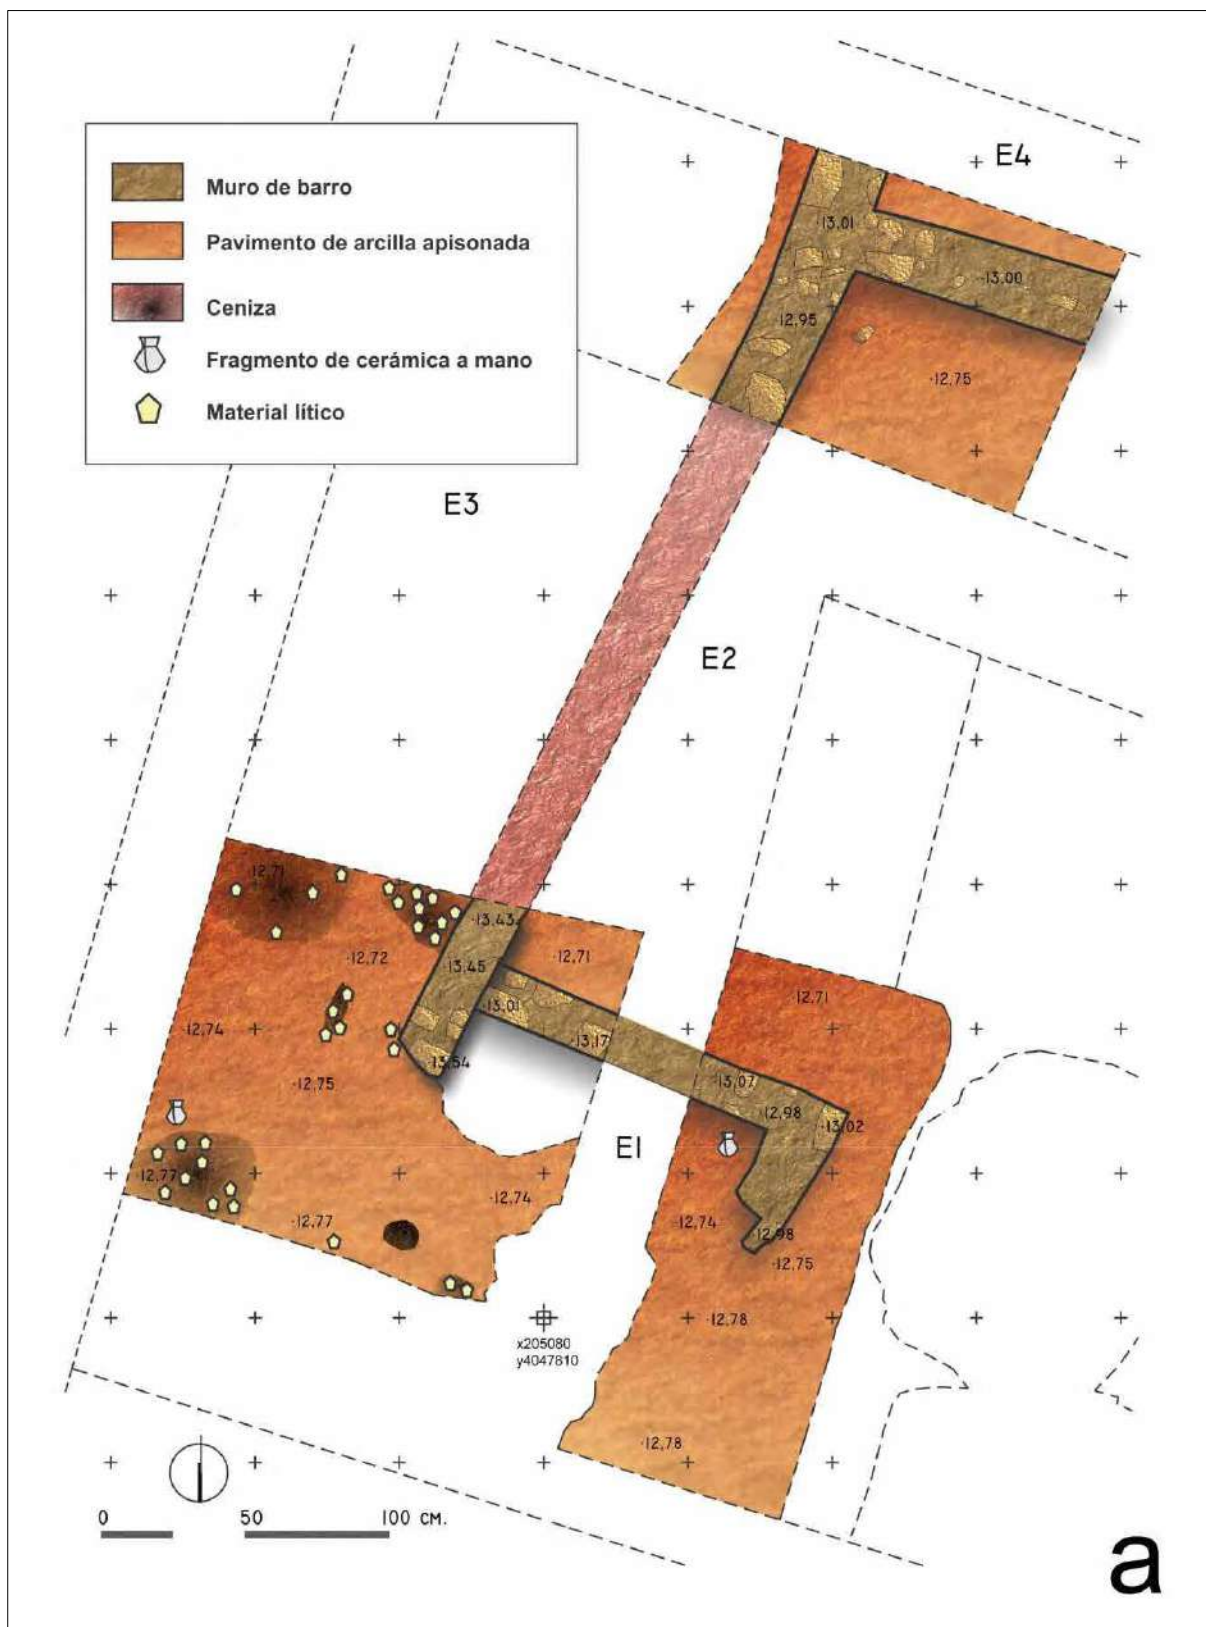 E4
Muro de barro
Pavimento de arcilla apisonada
Ceniza
Fragmento de cerámica a mano
Material lítico
·13,01
·13,00
·12,95
·12,75
E3
E2
·12,71
·13,43
·12,72
·13,45
·12,71
·12,71
·13,01
·12,74
·13,17
·13,54
·13,07
·12,75
·12,98
·13,02
E1
·12,77
·12,74
·12,74
·12,77
·12,98
·12,75
·12,78
x205080
y4047810
·12,78
0 50 100 CM.
a